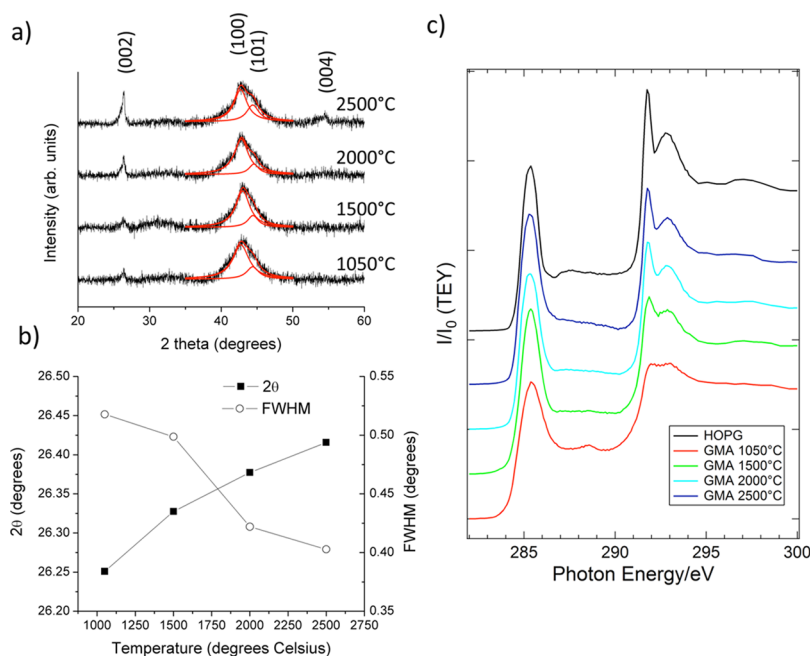 a)
(002)
(100)
(101)
(004)
2500°C
2000°C
1500°C
1050°C
Intensity (arb. units)
20 30 40 50 60
2 theta (degrees)
b)
26.50
26.45
26.40
26.35
26.30
26.25
26.20
2θ (degrees)
2θ
FWHM
0.55
0.50
0.45
0.40
0.35
FWHM (degrees)
1000 1250 1500 1750 2000 2250 2500 2750
Temperature (degrees Celsius)
c)
I/I₀ (TEY)
HOPG
GMA 1050°C
GMA 1500°C
GMA 2000°C
GMA 2500°C
285 290 295 300
Photon Energy/eV